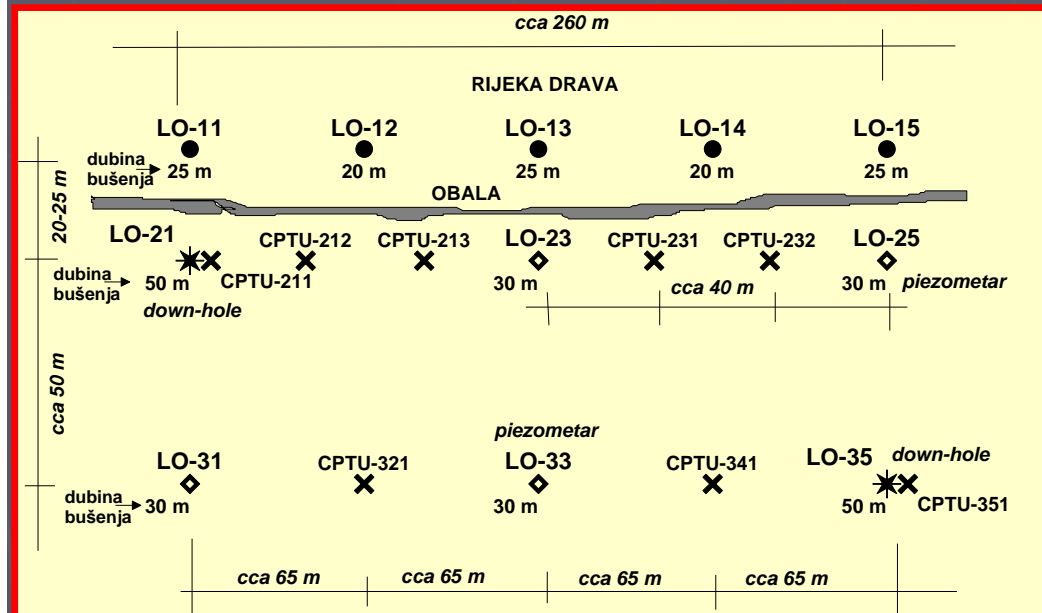 cca 260 m
RIJEKA DRAVA
LO-11 LO-12 LO-13 LO-14 LO-15
dubina
bušenja
25 m 20 m 25 m 20 m 25 m
20-25 m
OBALA
LO-21 CPTU-212 CPTU-213 LO-23 CPTU-231 CPTU-232 LO-25
dubina
bušenja
50 m CPTU-211 30 m cca 40 m 30 m piezometar
down-hole
cca 50 m
piezometar
LO-31 CPTU-321 LO-33 CPTU-341 LO-35 down-hole
dubina
bušenja
30 m 30 m 50 m CPTU-351
cca 65 m cca 65 m cca 65 m cca 65 m